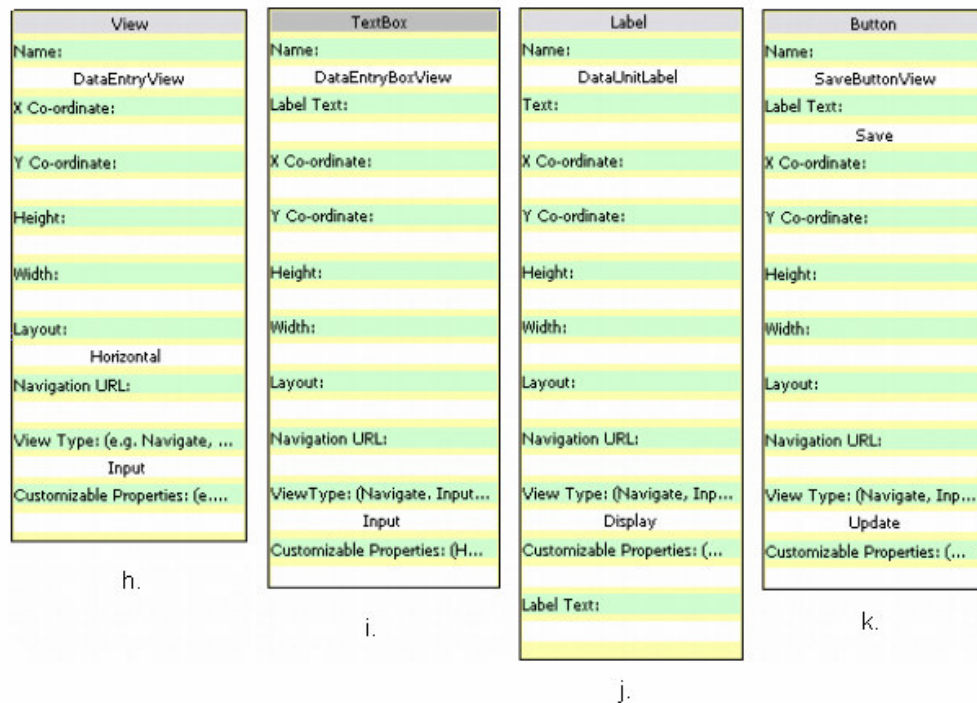 View
Name:
DataEntryView
X Co-ordinate:
Y Co-ordinate:
Height:
Width:
Layout:
Horizontal
Navigation URL:
View Type: (e.g. Navigate, ...
Input
Customizable Properties: (e....
h.
TextBox
Name:
DataEntryBoxView
Label Text:
X Co-ordinate:
Y Co-ordinate:
Height:
Width:
Layout:
Navigation URL:
ViewType: (Navigate. Input...
Input
Customizable Properties: (H...
i.
Label
Name:
DataUnitLabel
Text:
X Co-ordinate:
Y Co-ordinate:
Height:
Width:
Layout:
Navigation URL:
View Type: (Navigate, Inp...
Display
Customizable Properties: (...
Label Text:
j.
Button
Name:
SaveButtonView
Label Text:
Save
X Co-ordinate:
Y Co-ordinate:
Height:
Width:
Layout:
Navigation URL:
View Type: (Navigate, Inp...
Update
Customizable Properties: (...
k.